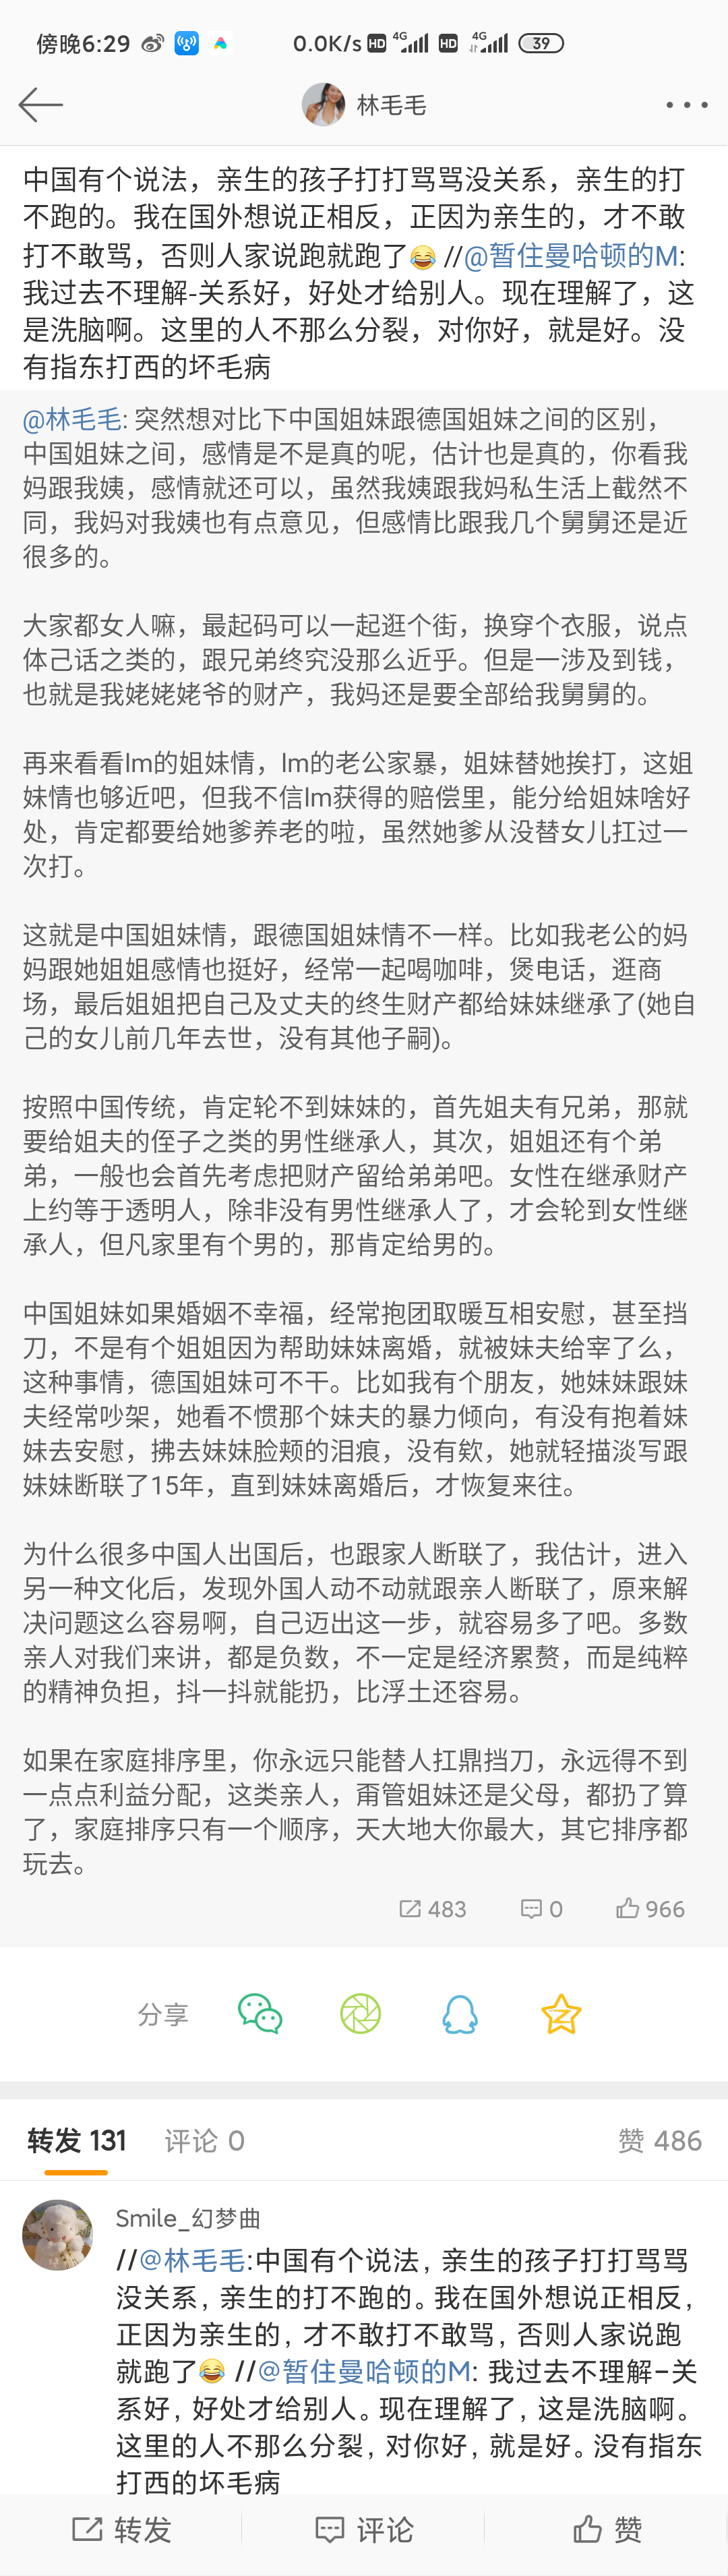 傍晚6:29 0.0K/s HD 4G HD 4G 39
林毛毛
中国有个说法，亲生的孩子打打骂骂没关系，亲生的打
不跑的。我在国外想说正相反，正因为亲生的，才不敢
打不敢骂，否则人家说跑就跑了😂 //@暂住曼哈顿的M:
我过去不理解-关系好，好处才给别人。现在理解了，这
是洗脑啊。这里的人不那么分裂，对你好，就是好。没
有指东打西的坏毛病
@林毛毛: 突然想对比下中国姐妹跟德国姐妹之间的区别，
中国姐妹之间，感情是不是真的呢，估计也是真的，你看我
妈跟我姨，感情就还可以，虽然我姨跟我妈私生活上截然不
同，我妈对我姨也有点意见，但感情比跟我几个舅舅还是近
很多的。
大家都女人嘛，最起码可以一起逛个街，换穿个衣服，说点
体己话之类的，跟兄弟终究没那么近乎。但是一涉及到钱，
也就是我姥姥姥爷的财产，我妈还是要全部给我舅舅的。
再来看看lm的姐妹情，lm的老公家暴，姐妹替她挨打，这姐
妹情也够近吧，但我不信lm获得的赔偿里，能分给姐妹啥好
处，肯定都要给她爹养老的啦，虽然她爹从没替女儿扛过一
次打。
这就是中国姐妹情，跟德国姐妹情不一样。比如我老公的妈
妈跟她姐姐感情也挺好，经常一起喝咖啡，煲电话，逛商
场，最后姐姐把自己及丈夫的终生财产都给妹妹继承了(她自
己的女儿前几年去世，没有其他子嗣)。
按照中国传统，肯定轮不到妹妹的，首先姐夫有兄弟，那就
要给姐夫的侄子之类的男性继承人，其次，姐姐还有个弟
弟，一般也会首先考虑把财产留给弟弟吧。女性在继承财产
上约等于透明人，除非没有男性继承人了，才会轮到女性继
承人，但凡家里有个男的，那肯定给男的。
中国姐妹如果婚姻不幸福，经常抱团取暖互相安慰，甚至挡
刀，不是有个姐姐因为帮助妹妹离婚，就被妹夫给宰了么，
这种事情，德国姐妹可不干。比如我有个朋友，她妹妹跟妹
夫经常吵架，她看不惯那个妹夫的暴力倾向，有没有抱着妹
妹去安慰，拂去妹妹脸颊的泪痕，没有欸，她就轻描淡写跟
妹妹断联了15年，直到妹妹离婚后，才恢复来往。
为什么很多中国人出国后，也跟家人断联了，我估计，进入
另一种文化后，发现外国人动不动就跟亲人断联了，原来解
决问题这么容易啊，自己迈出这一步，就容易多了吧。多数
亲人对我们来讲，都是负数，不一定是经济累赘，而是纯粹
的精神负担，抖一抖就能扔，比浮土还容易。
如果在家庭排序里，你永远只能替人扛鼎挡刀，永远得不到
一点点利益分配，这类亲人，甭管姐妹还是父母，都扔了算
了，家庭排序只有一个顺序，天大地大你最大，其它排序都
玩去。
483 0 966
分享
转发 131 评论 0 赞 486
Smile_幻梦曲
//@林毛毛:中国有个说法，亲生的孩子打打骂骂
没关系，亲生的打不跑的。我在国外想说正相反，
正因为亲生的，才不敢打不敢骂，否则人家说跑
就跑了😂 //@暂住曼哈顿的M: 我过去不理解-关
系好，好处才给别人。现在理解了，这是洗脑啊。
这里的人不那么分裂，对你好，就是好。没有指东
打西的坏毛病
转发 评论 赞